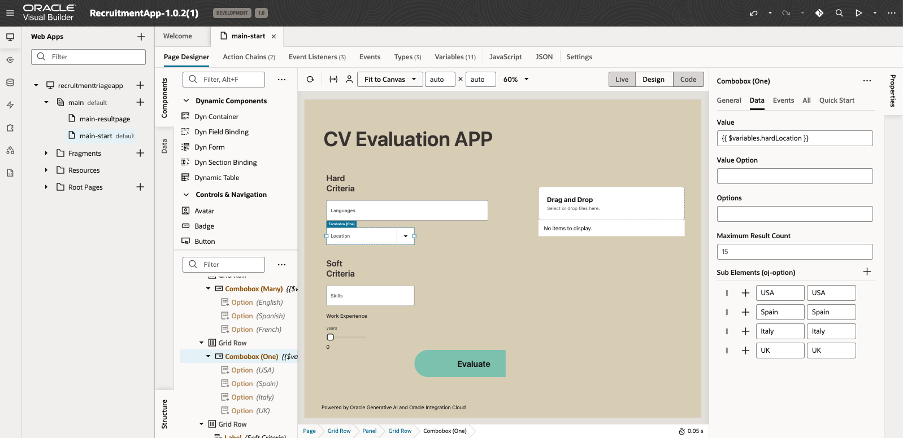 ORACLE
Visual Builder
RecruitmentApp-1.0.2(1)
DEVELOPMENT
1.0
Web Apps
Filter
recruitmenttriageapp
main default
main-resultpage
main-start default
Fragments
Resources
Root Pages
Welcome
main-start
Page Designer
Action Chains (2)
Event Listeners (3)
Events
Types (3)
Variables (11)
JavaScript
JSON
Settings
Components
Data
Structure
Filter, Alt+F
Dynamic Components
Dyn Container
Dyn Field Binding
Dyn Form
Dyn Section Binding
Dynamic Table
Controls & Navigation
Avatar
Badge
Button
Filter
Grid Row
Combobox (Many) {{$v
Option (English)
Option (Spanish)
Option (French)
Grid Row
Combobox (One) {{$va
Option (USA)
Option (Spain)
Option (Italy)
Option (UK)
Grid Row
Label (Soft Criteria)
Fit to Canvas
auto
×
auto
60%
Live
Design
Code
CV Evaluation APP
Hard
Criteria
Languages
Combobox (One)
Location
Soft
Criteria
Skills
Work Experience
years
0
Drag and Drop
Select or drop files here.
No items to display.
Evaluate
Powered by Oracle Generative AI and Oracle Integration Cloud!
Page
Grid Row
Panel
Grid Row
Combobox (One)
0.05 s
Combobox (One)
General
Data
Events
All
Quick Start
Value
{{ $variables.hardLocation }}
Value Option
Options
Maximum Result Count
15
Sub Elements (oj-option)
USA USA
Spain Spain
Italy Italy
UK UK
Properties